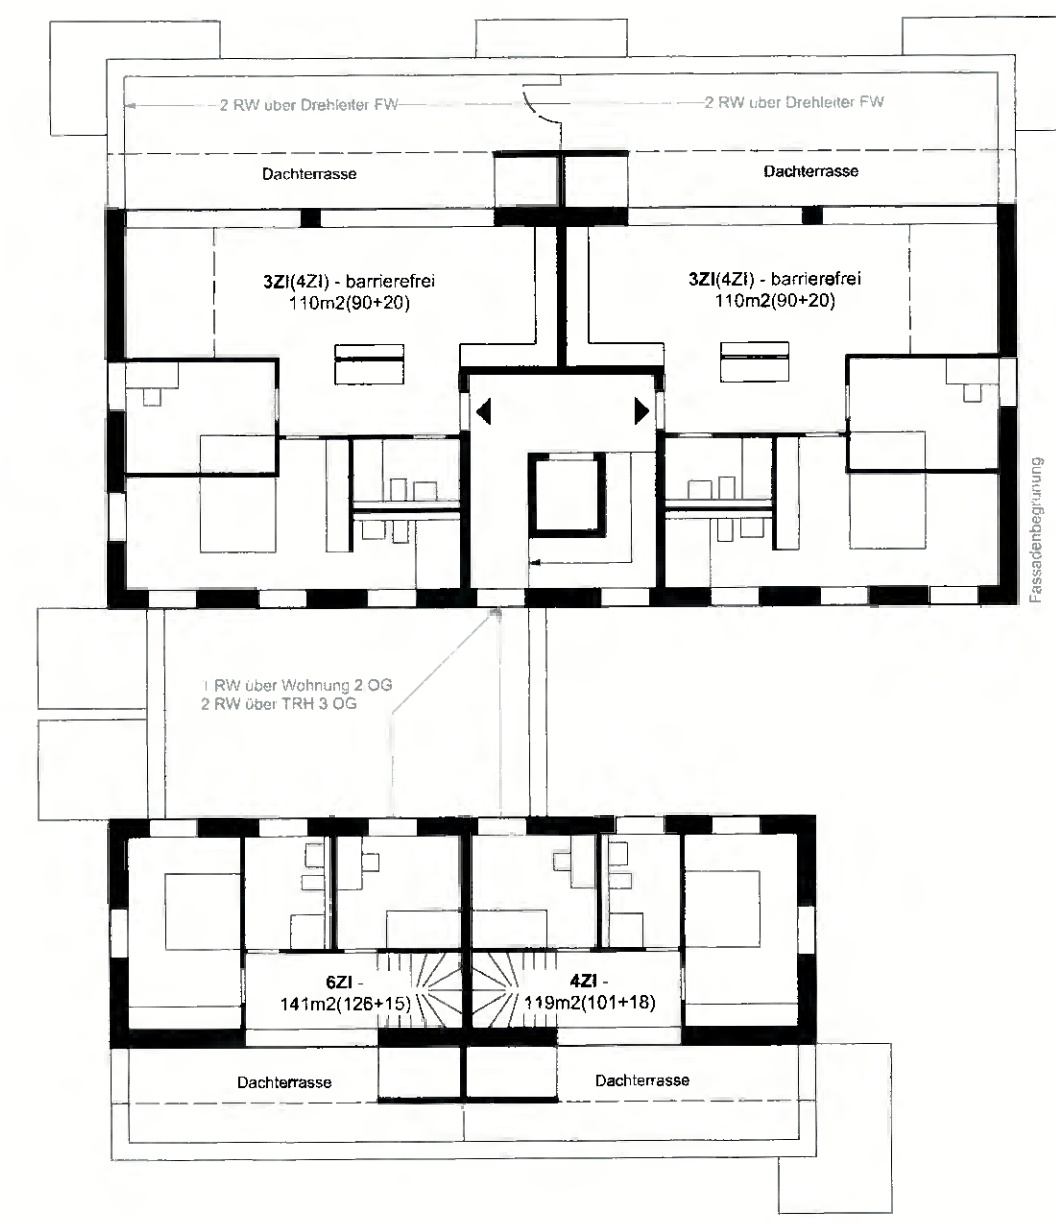 2 RW über Drehleiter FW
2 RW über Drehleiter FW
Dachterrasse
Dachterrasse
3ZI(4ZI) - barrierefrei
110m2(90+20)
3ZI(4ZI) - barrierefrei
110m2(90+20)
Fassadenbegrünung
1 RW über Wohnung 2 OG
2 RW über TRH 3 OG
6ZI -
141m2(126+15)
4ZI -
119m2(101+18)
Dachterrasse
Dachterrasse